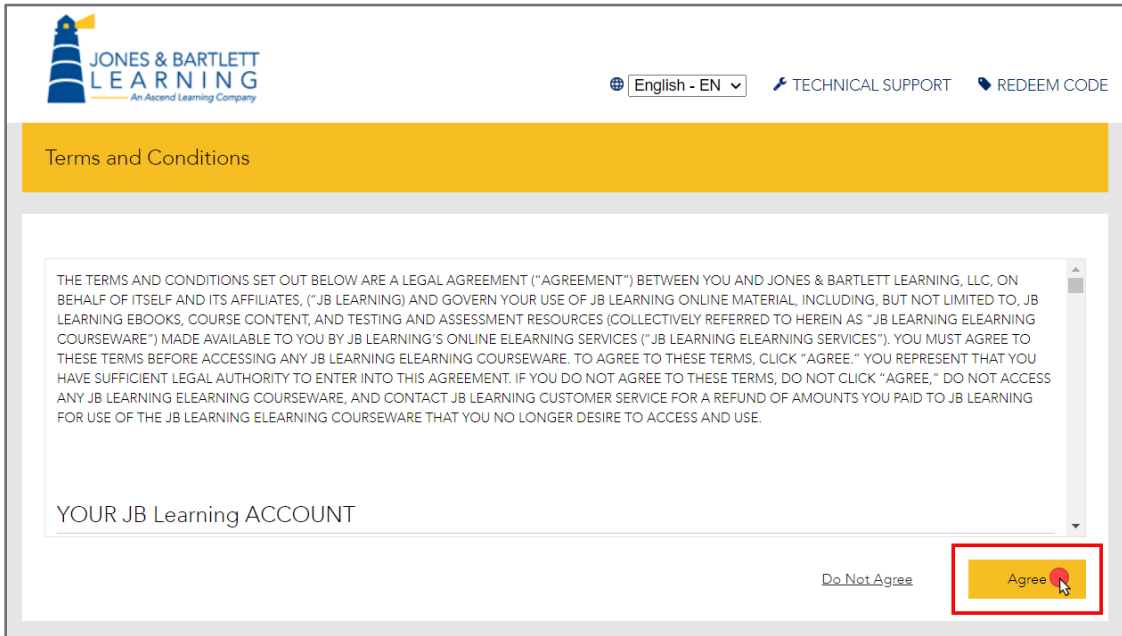 JONES & BARTLETT
LEARNING
An Ascend Learning Company
English - EN
TECHNICAL SUPPORT
REDEEM CODE
Terms and Conditions
THE TERMS AND CONDITIONS SET OUT BELOW ARE A LEGAL AGREEMENT (“AGREEMENT”) BETWEEN YOU AND JONES & BARTLETT LEARNING, LLC, ON
BEHALF OF ITSELF AND ITS AFFILIATES, (“JB LEARNING) AND GOVERN YOUR USE OF JB LEARNING ONLINE MATERIAL, INCLUDING, BUT NOT LIMITED TO, JB
LEARNING EBOOKS, COURSE CONTENT, AND TESTING AND ASSESSMENT RESOURCES (COLLECTIVELY REFERRED TO HEREIN AS “JB LEARNING ELEARNING
COURSEWARE”) MADE AVAILABLE TO YOU BY JB LEARNING’S ONLINE ELEARNING SERVICES (“JB LEARNING ELEARNING SERVICES”). YOU MUST AGREE TO
THESE TERMS BEFORE ACCESSING ANY JB LEARNING ELEARNING COURSEWARE. TO AGREE TO THESE TERMS, CLICK “AGREE.” YOU REPRESENT THAT YOU
HAVE SUFFICIENT LEGAL AUTHORITY TO ENTER INTO THIS AGREEMENT. IF YOU DO NOT AGREE TO THESE TERMS, DO NOT CLICK “AGREE,” DO NOT ACCESS
ANY JB LEARNING ELEARNING COURSEWARE, AND CONTACT JB LEARNING CUSTOMER SERVICE FOR A REFUND OF AMOUNTS YOU PAID TO JB LEARNING
FOR USE OF THE JB LEARNING ELEARNING COURSEWARE THAT YOU NO LONGER DESIRE TO ACCESS AND USE.
YOUR JB Learning ACCOUNT
Do Not Agree
Agree